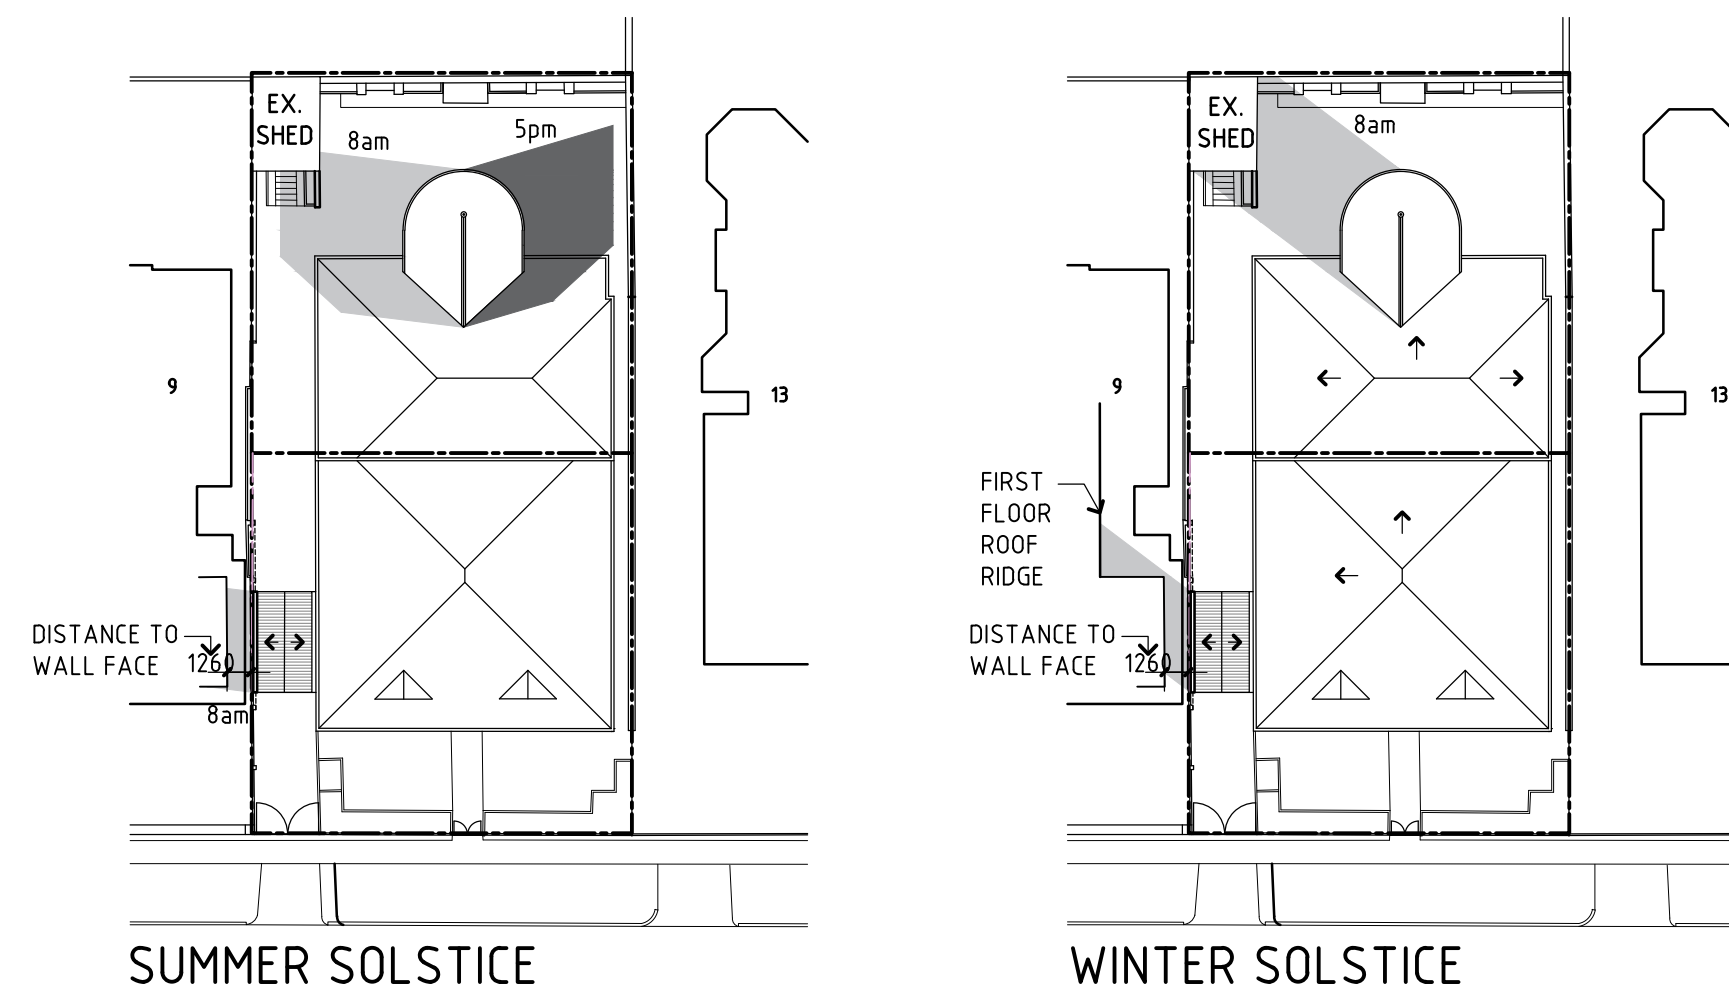 EX.
SHED
8am
5pm
9
13
DISTANCE TO
WALL FACE
1260
8am
SUMMER SOLSTICE
EX.
SHED
8am
9
13
FIRST
FLOOR
ROOF
RIDGE
DISTANCE TO
WALL FACE
1260
WINTER SOLSTICE